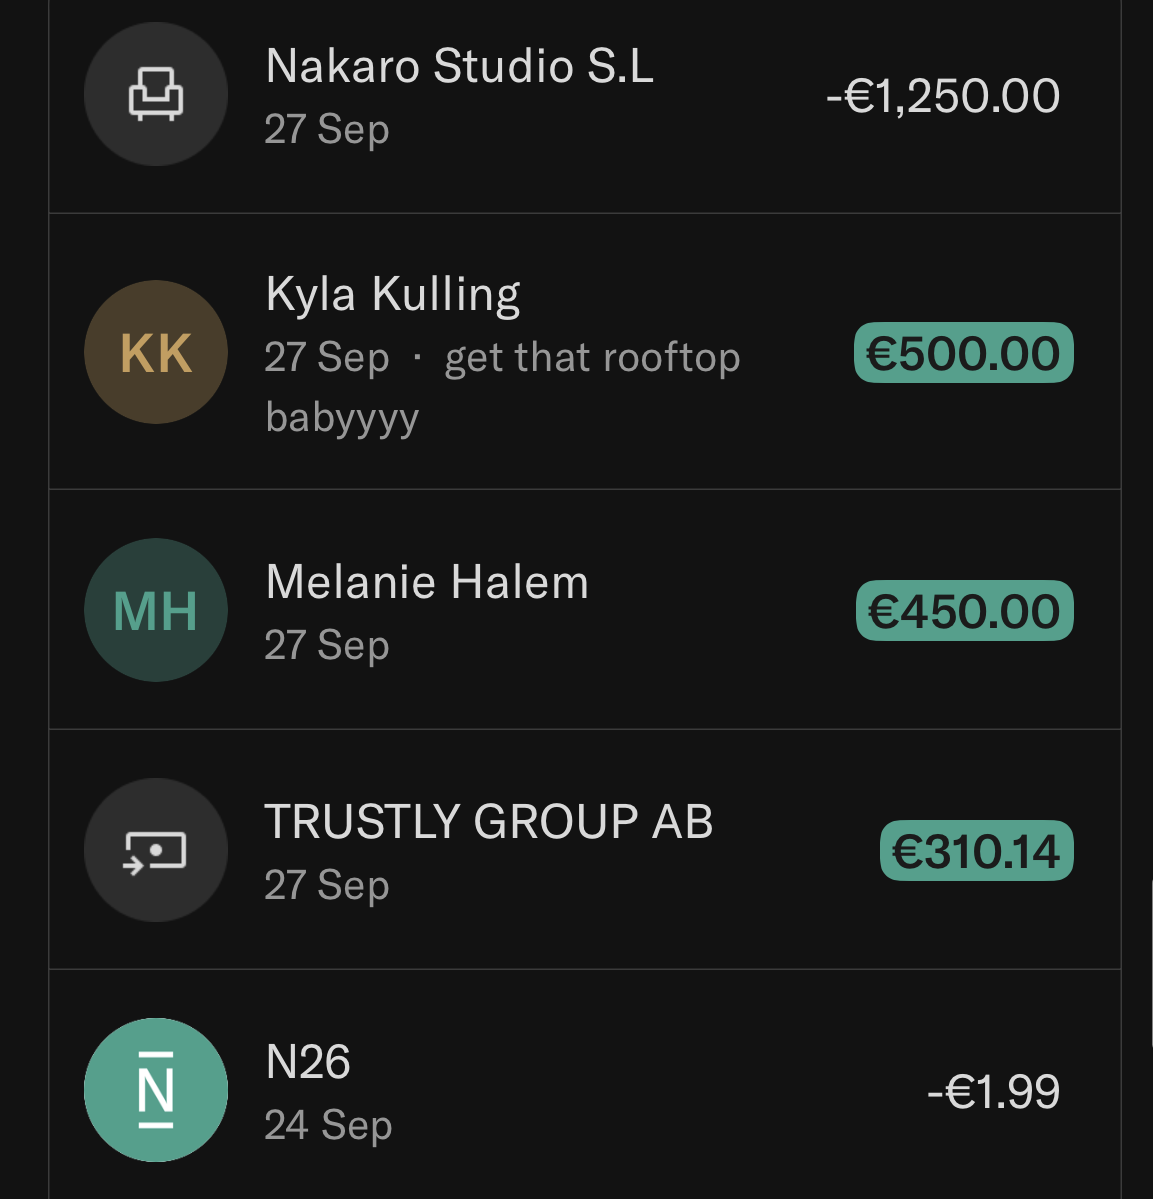 Nakaro Studio S.L
27 Sep
-€1,250.00
KK
Kyla Kulling
27 Sep · get that rooftop
babyyyy
€500.00
MH
Melanie Halem
27 Sep
€450.00
TRUSTLY GROUP AB
27 Sep
€310.14
N
N26
24 Sep
-€1.99